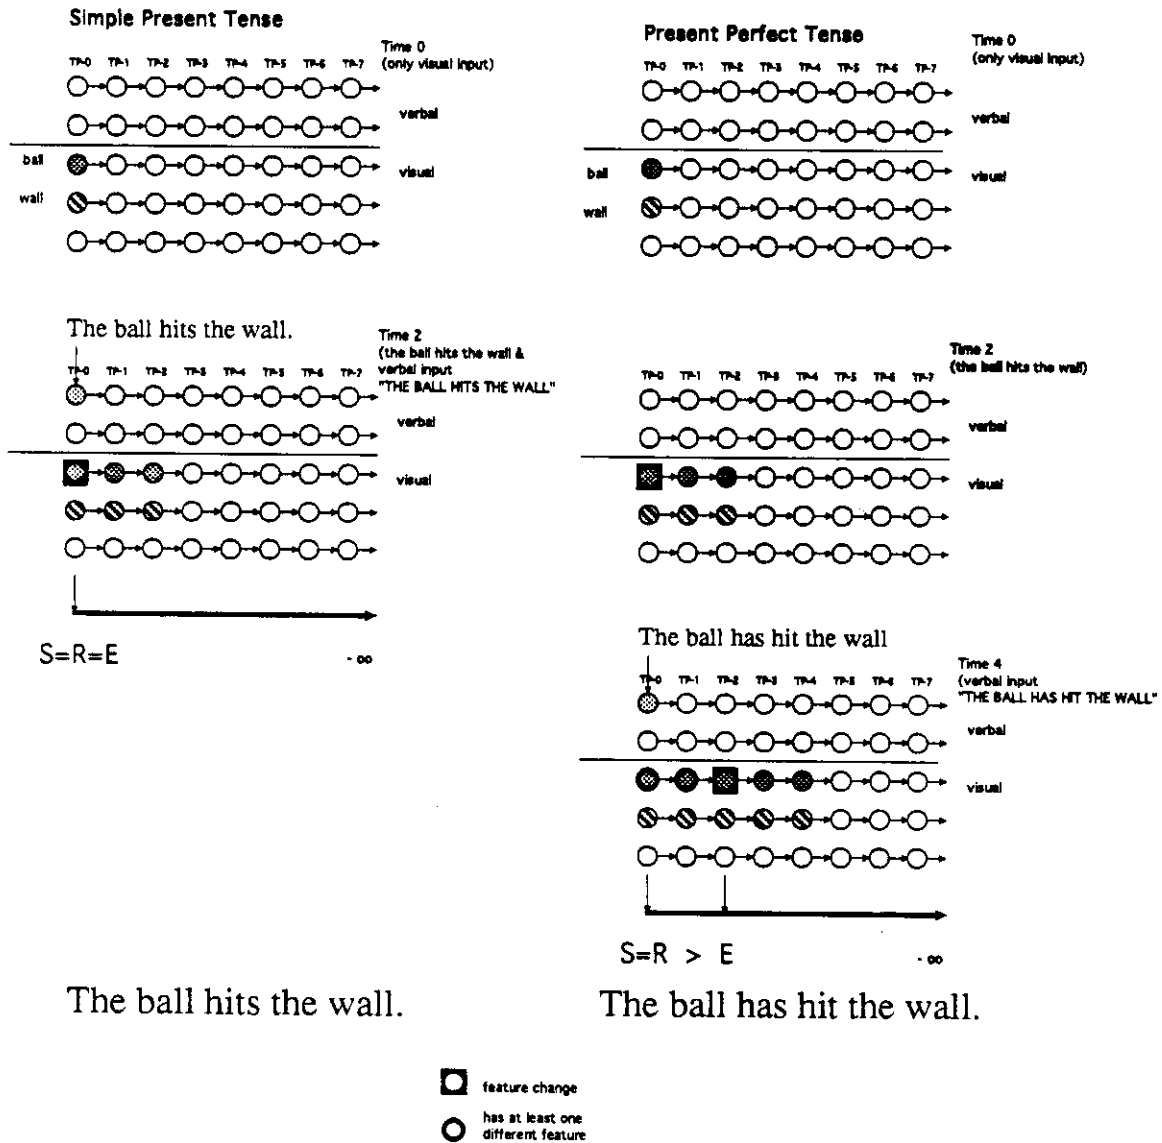 Simple Present Tense
Time 0
(only visual input)
TP-0 TP-1 TP-2 TP-3 TP-4 TP-5 TP-6 TP-7
verbal
ball
visual
wall
The ball hits the wall.
Time 2
(the ball hits the wall &
verbal input
"THE BALL HITS THE WALL"
TP-0 TP-1 TP-2 TP-3 TP-4 TP-5 TP-6 TP-7
verbal
visual
S=R=E
- ∞
The ball hits the wall.
Present Perfect Tense
Time 0
(only visual input)
TP-0 TP-1 TP-2 TP-3 TP-4 TP-5 TP-6 TP-7
verbal
ball
visual
wall
Time 2
(the ball hits the wall)
TP-0 TP-1 TP-2 TP-3 TP-4 TP-5 TP-6 TP-7
verbal
visual
The ball has hit the wall
Time 4
(verbal input
"THE BALL HAS HIT THE WALL"
TP-0 TP-1 TP-2 TP-3 TP-4 TP-5 TP-6 TP-7
verbal
visual
S=R > E
- ∞
The ball has hit the wall.
feature change
has at least one
different feature